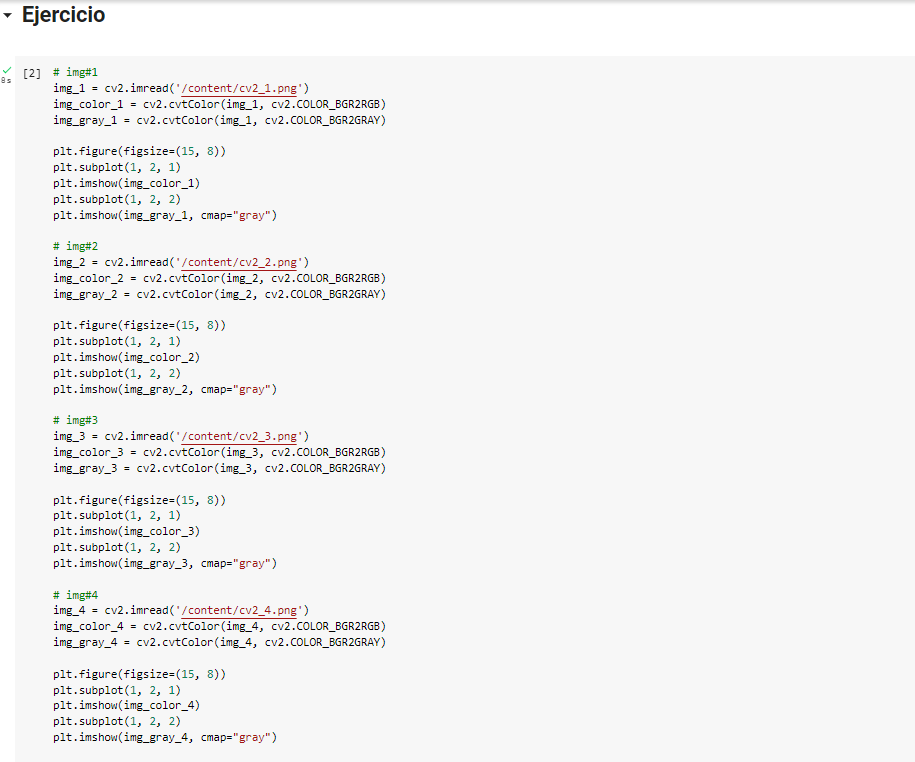 Ejercicio
[2] # img#1
img_1 = cv2.imread('/content/cv2_1.png')
img_color_1 = cv2.cvtColor(img_1, cv2.COLOR_BGR2RGB)
img_gray_1 = cv2.cvtColor(img_1, cv2.COLOR_BGR2GRAY)
plt.figure(figsize=(15, 8))
plt.subplot(1, 2, 1)
plt.imshow(img_color_1)
plt.subplot(1, 2, 2)
plt.imshow(img_gray_1, cmap="gray")
# img#2
img_2 = cv2.imread('/content/cv2_2.png')
img_color_2 = cv2.cvtColor(img_2, cv2.COLOR_BGR2RGB)
img_gray_2 = cv2.cvtColor(img_2, cv2.COLOR_BGR2GRAY)
plt.figure(figsize=(15, 8))
plt.subplot(1, 2, 1)
plt.imshow(img_color_2)
plt.subplot(1, 2, 2)
plt.imshow(img_gray_2, cmap="gray")
# img#3
img_3 = cv2.imread('/content/cv2_3.png')
img_color_3 = cv2.cvtColor(img_3, cv2.COLOR_BGR2RGB)
img_gray_3 = cv2.cvtColor(img_3, cv2.COLOR_BGR2GRAY)
plt.figure(figsize=(15, 8))
plt.subplot(1, 2, 1)
plt.imshow(img_color_3)
plt.subplot(1, 2, 2)
plt.imshow(img_gray_3, cmap="gray")
# img#4
img_4 = cv2.imread('/content/cv2_4.png')
img_color_4 = cv2.cvtColor(img_4, cv2.COLOR_BGR2RGB)
img_gray_4 = cv2.cvtColor(img_4, cv2.COLOR_BGR2GRAY)
plt.figure(figsize=(15, 8))
plt.subplot(1, 2, 1)
plt.imshow(img_color_4)
plt.subplot(1, 2, 2)
plt.imshow(img_gray_4, cmap="gray")